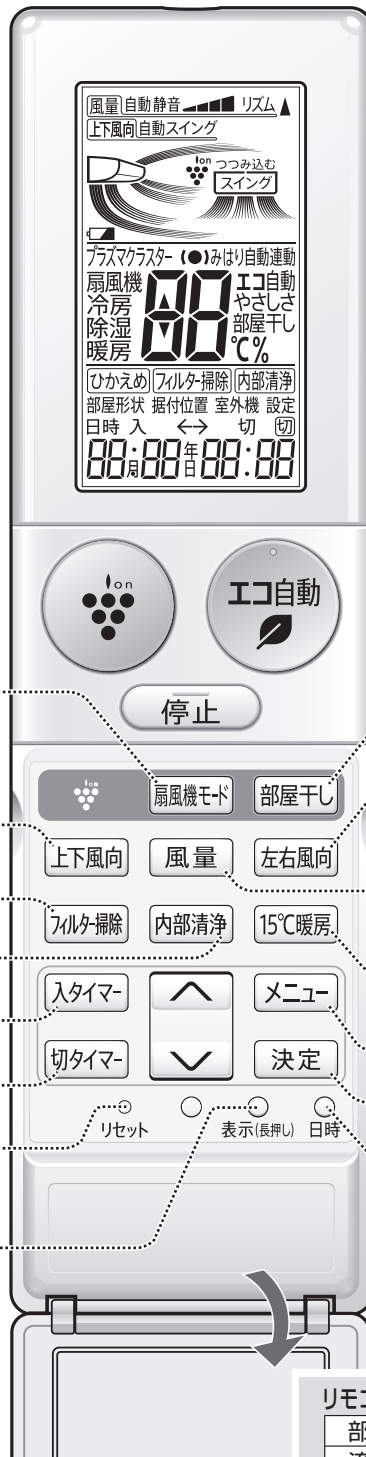 風量 自動 静音 リズム
上下風向 自動スイング
ion つつみ込む
スイング
プラズマクラスター みはり自動連動
扇風機 エコ自動
冷房 やさしさ
除湿 部屋干し
暖房 88 ℃%
ひかえめ フィルター掃除 内部清浄
部屋形状 据付位置 室外機 設定
日時 入 ←→ 切 切
88:88 年 88:88
月 日
ion
エコ自動
停止
ion 扇風機モード 部屋干し
上下風向 風量 左右風向
フィルター掃除 内部清浄 15℃暖房
入タイマー メニュー
切タイマー 決定
リセット 表示(長押し) 日時